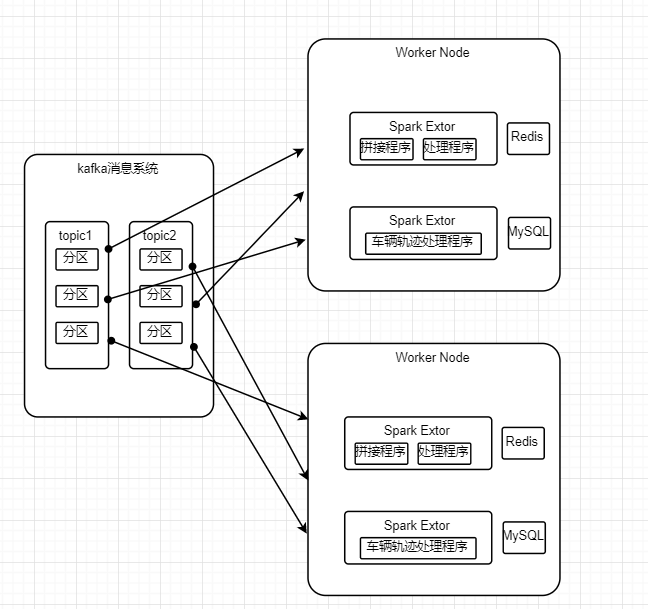 kafka消息系统
topic1
分区
分区
分区
topic2
分区
分区
分区
Worker Node
Spark Extor
拼接程序
处理程序
Redis
Spark Extor
车辆轨迹处理程序
MySQL
Worker Node
Spark Extor
拼接程序
处理程序
Redis
Spark Extor
车辆轨迹处理程序
MySQL